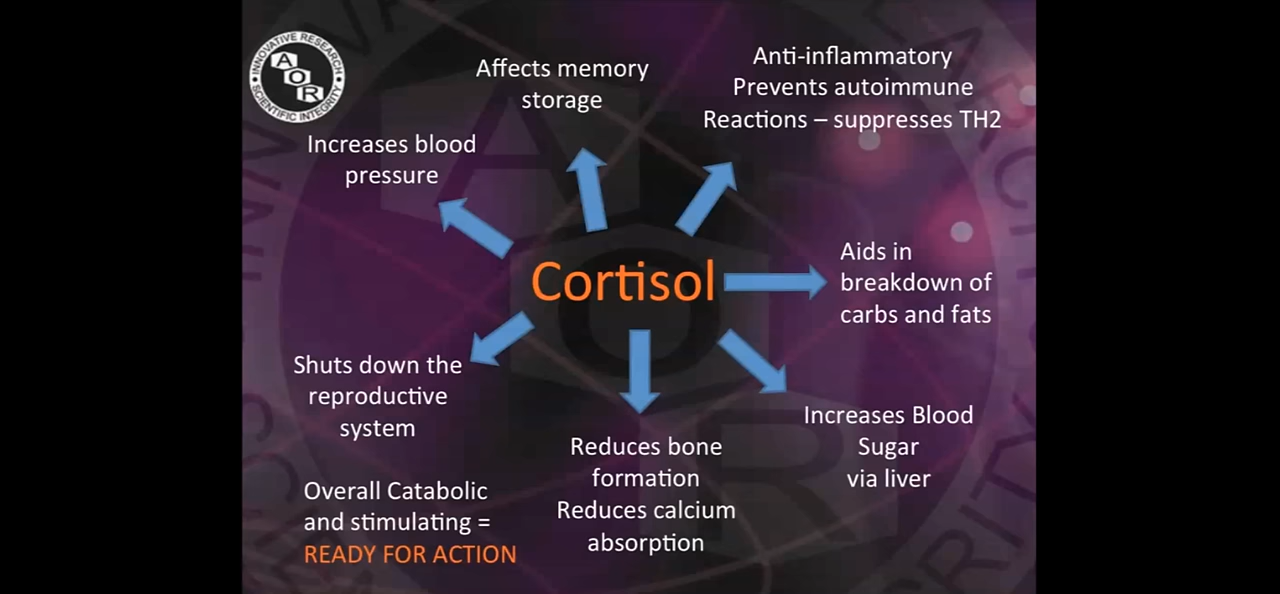 INNOVATIVE RESEARCH
AOR
SCIENTIFIC INTEGRITY
Affects memory
storage
Anti-inflammatory
Prevents autoimmune
Reactions – suppresses TH2
Increases blood
pressure
Cortisol
Aids in
breakdown of
carbs and fats
Shuts down the
reproductive
system
Increases Blood
Sugar
via liver
Reduces bone
formation
Reduces calcium
absorption
Overall Catabolic
and stimulating =
READY FOR ACTION